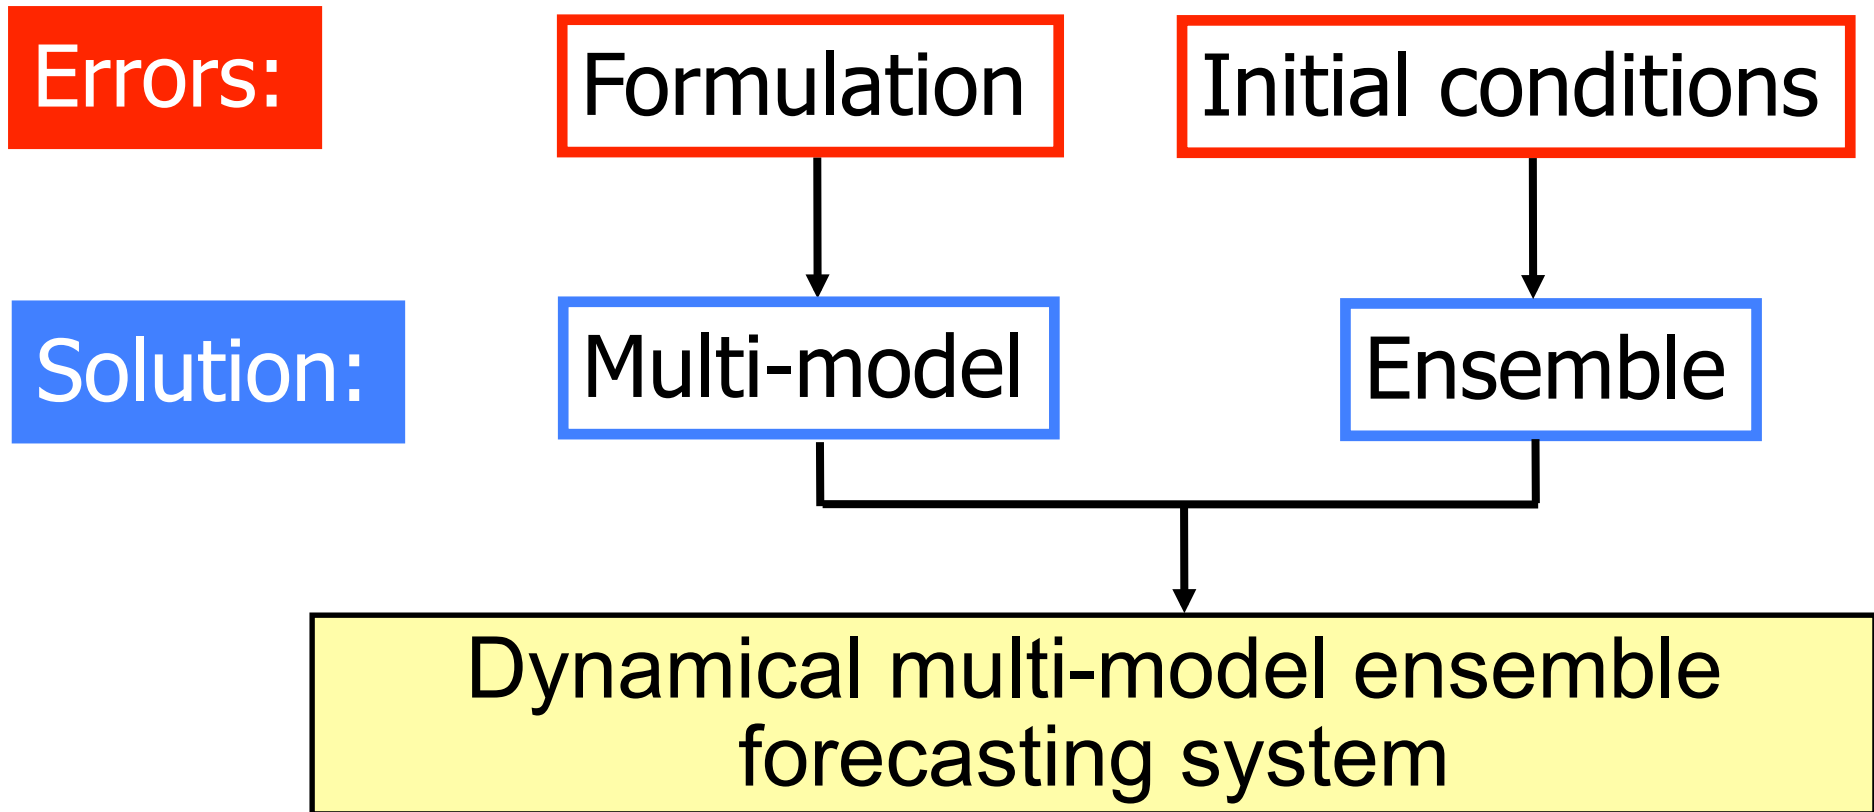 Errors:
Formulation
Initial conditions
Solution:
Multi-model
Ensemble
Dynamical multi-model ensemble
forecasting system